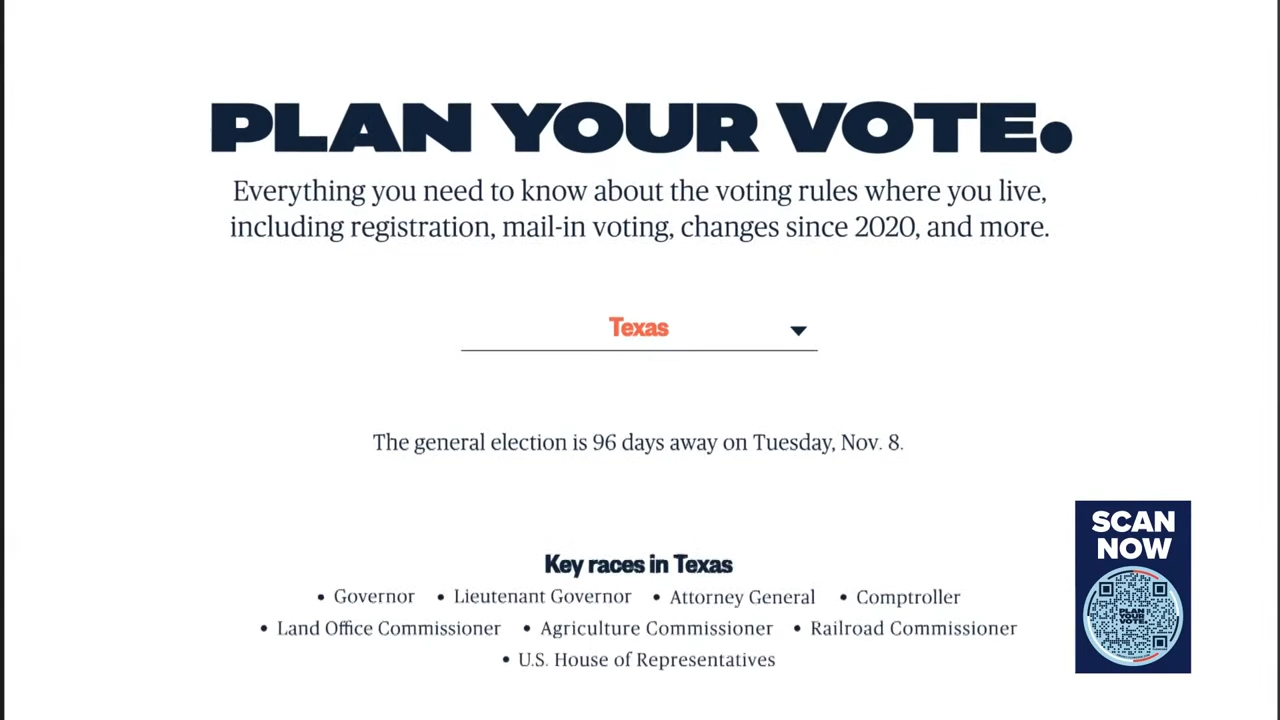 PLAN YOUR VOTE.
Everything you need to know about the voting rules where you live,
including registration, mail-in voting, changes since 2020, and more.
Texas
The general election is 96 days away on Tuesday, Nov. 8.
Key races in Texas
• Governor • Lieutenant Governor • Attorney General • Comptroller
• Land Office Commissioner • Agriculture Commissioner • Railroad Commissioner
• U.S. House of Representatives
SCAN
NOW
PLAN
YOUR
VOTE.